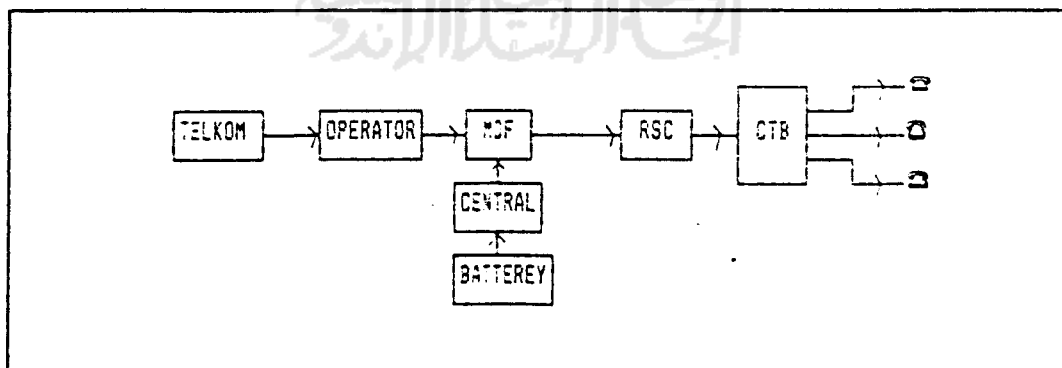 TELKOM
OPERATOR
MDF
RSC
CTB
CENTRAL
BATTEREY